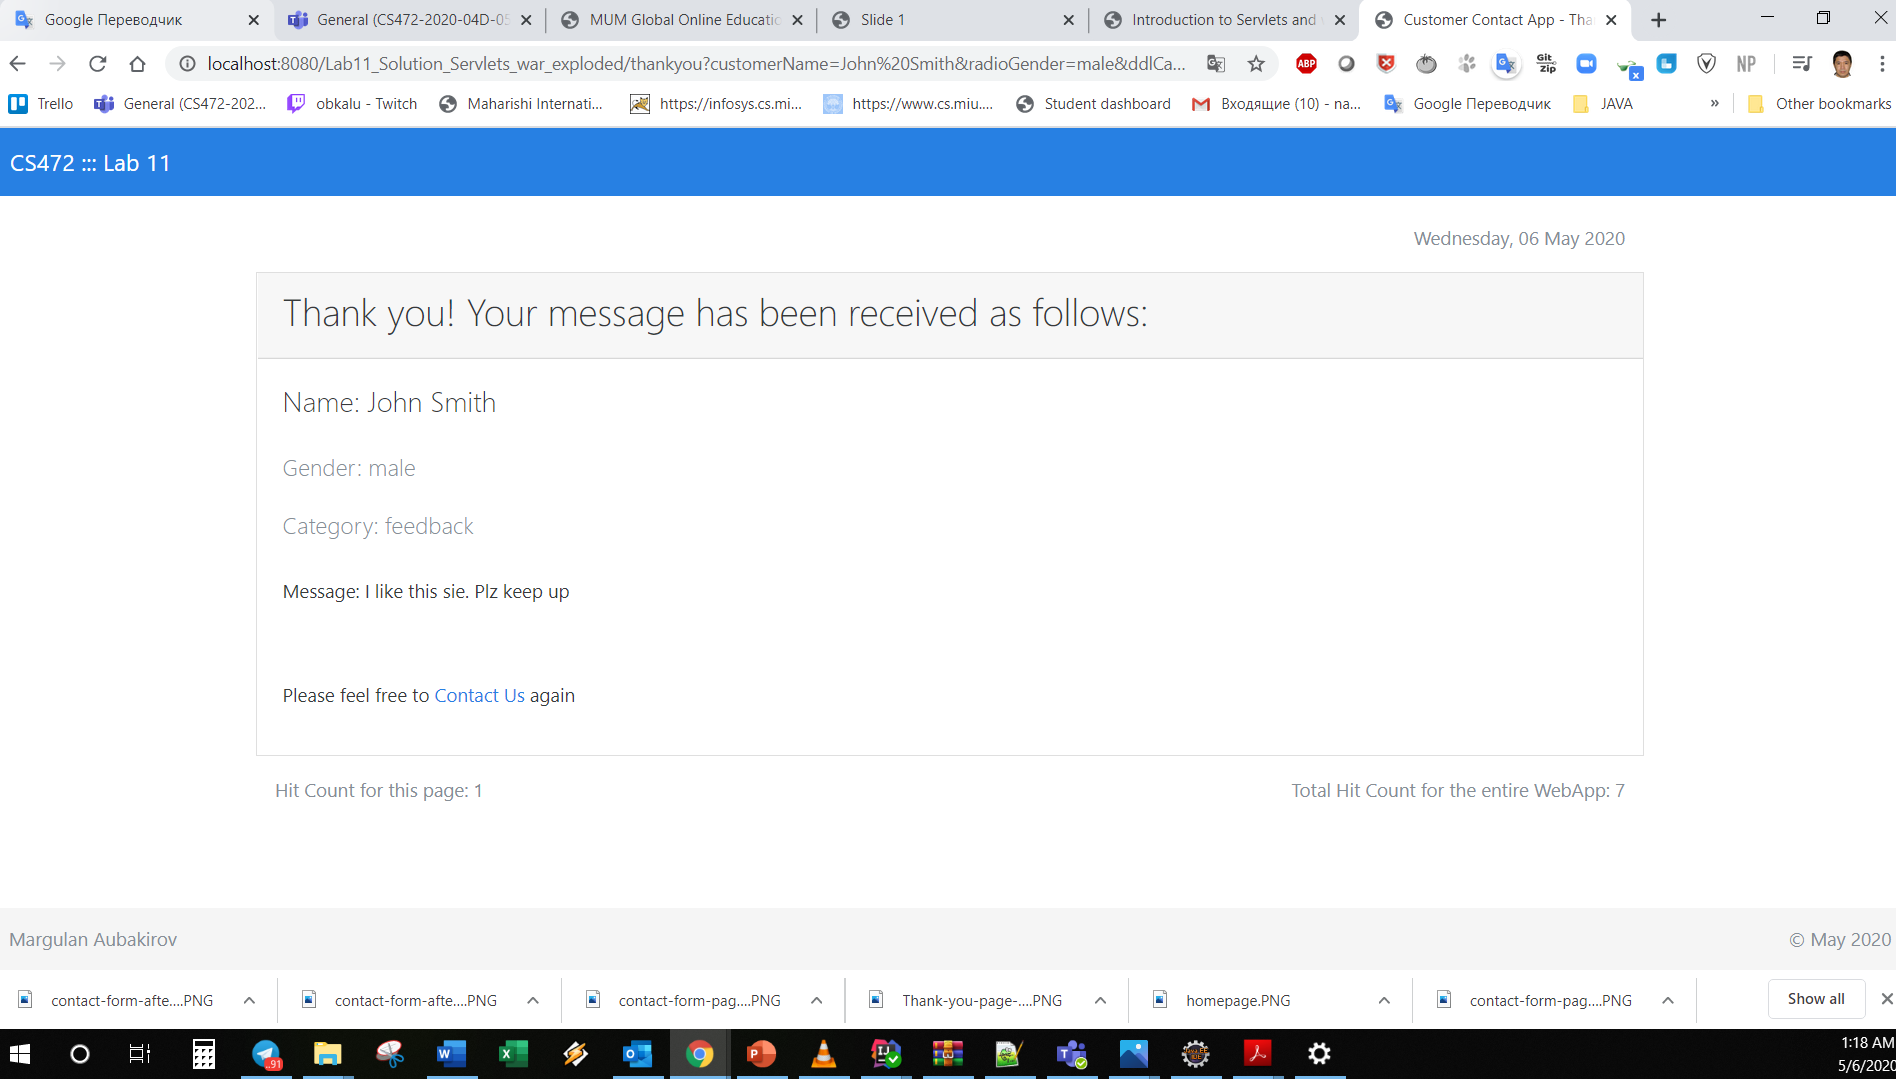 Google Переводчик
General (CS472-2020-04D-05
MUM Global Online Educatio
Slide 1
Introduction to Servlets and
Customer Contact App - Tha
localhost:8080/Lab11_Solution_Servlets_war_exploded/thankyou?customerName=John%20Smith&radioGender=male&ddlCa...
ABP
Git Zip
NP
Trello
General (CS472-202...
obkalu - Twitch
Maharishi Internati...
https://infosys.cs.mi...
https://www.cs.miu....
Student dashboard
Входящие (10) - na...
Google Переводчик
JAVA
»
Other bookmarks
CS472 ::: Lab 11
Wednesday, 06 May 2020
Thank you! Your message has been received as follows:
Name: John Smith
Gender: male
Category: feedback
Message: I like this sie. Plz keep up
Please feel free to Contact Us again
Hit Count for this page: 1
Total Hit Count for the entire WebApp: 7
Margulan Aubakirov
© May 2020
contact-form-afte....PNG
contact-form-afte....PNG
contact-form-pag....PNG
Thank-you-page-....PNG
homepage.PNG
contact-form-pag....PNG
Show all
91
1:18 AM
5/6/2020